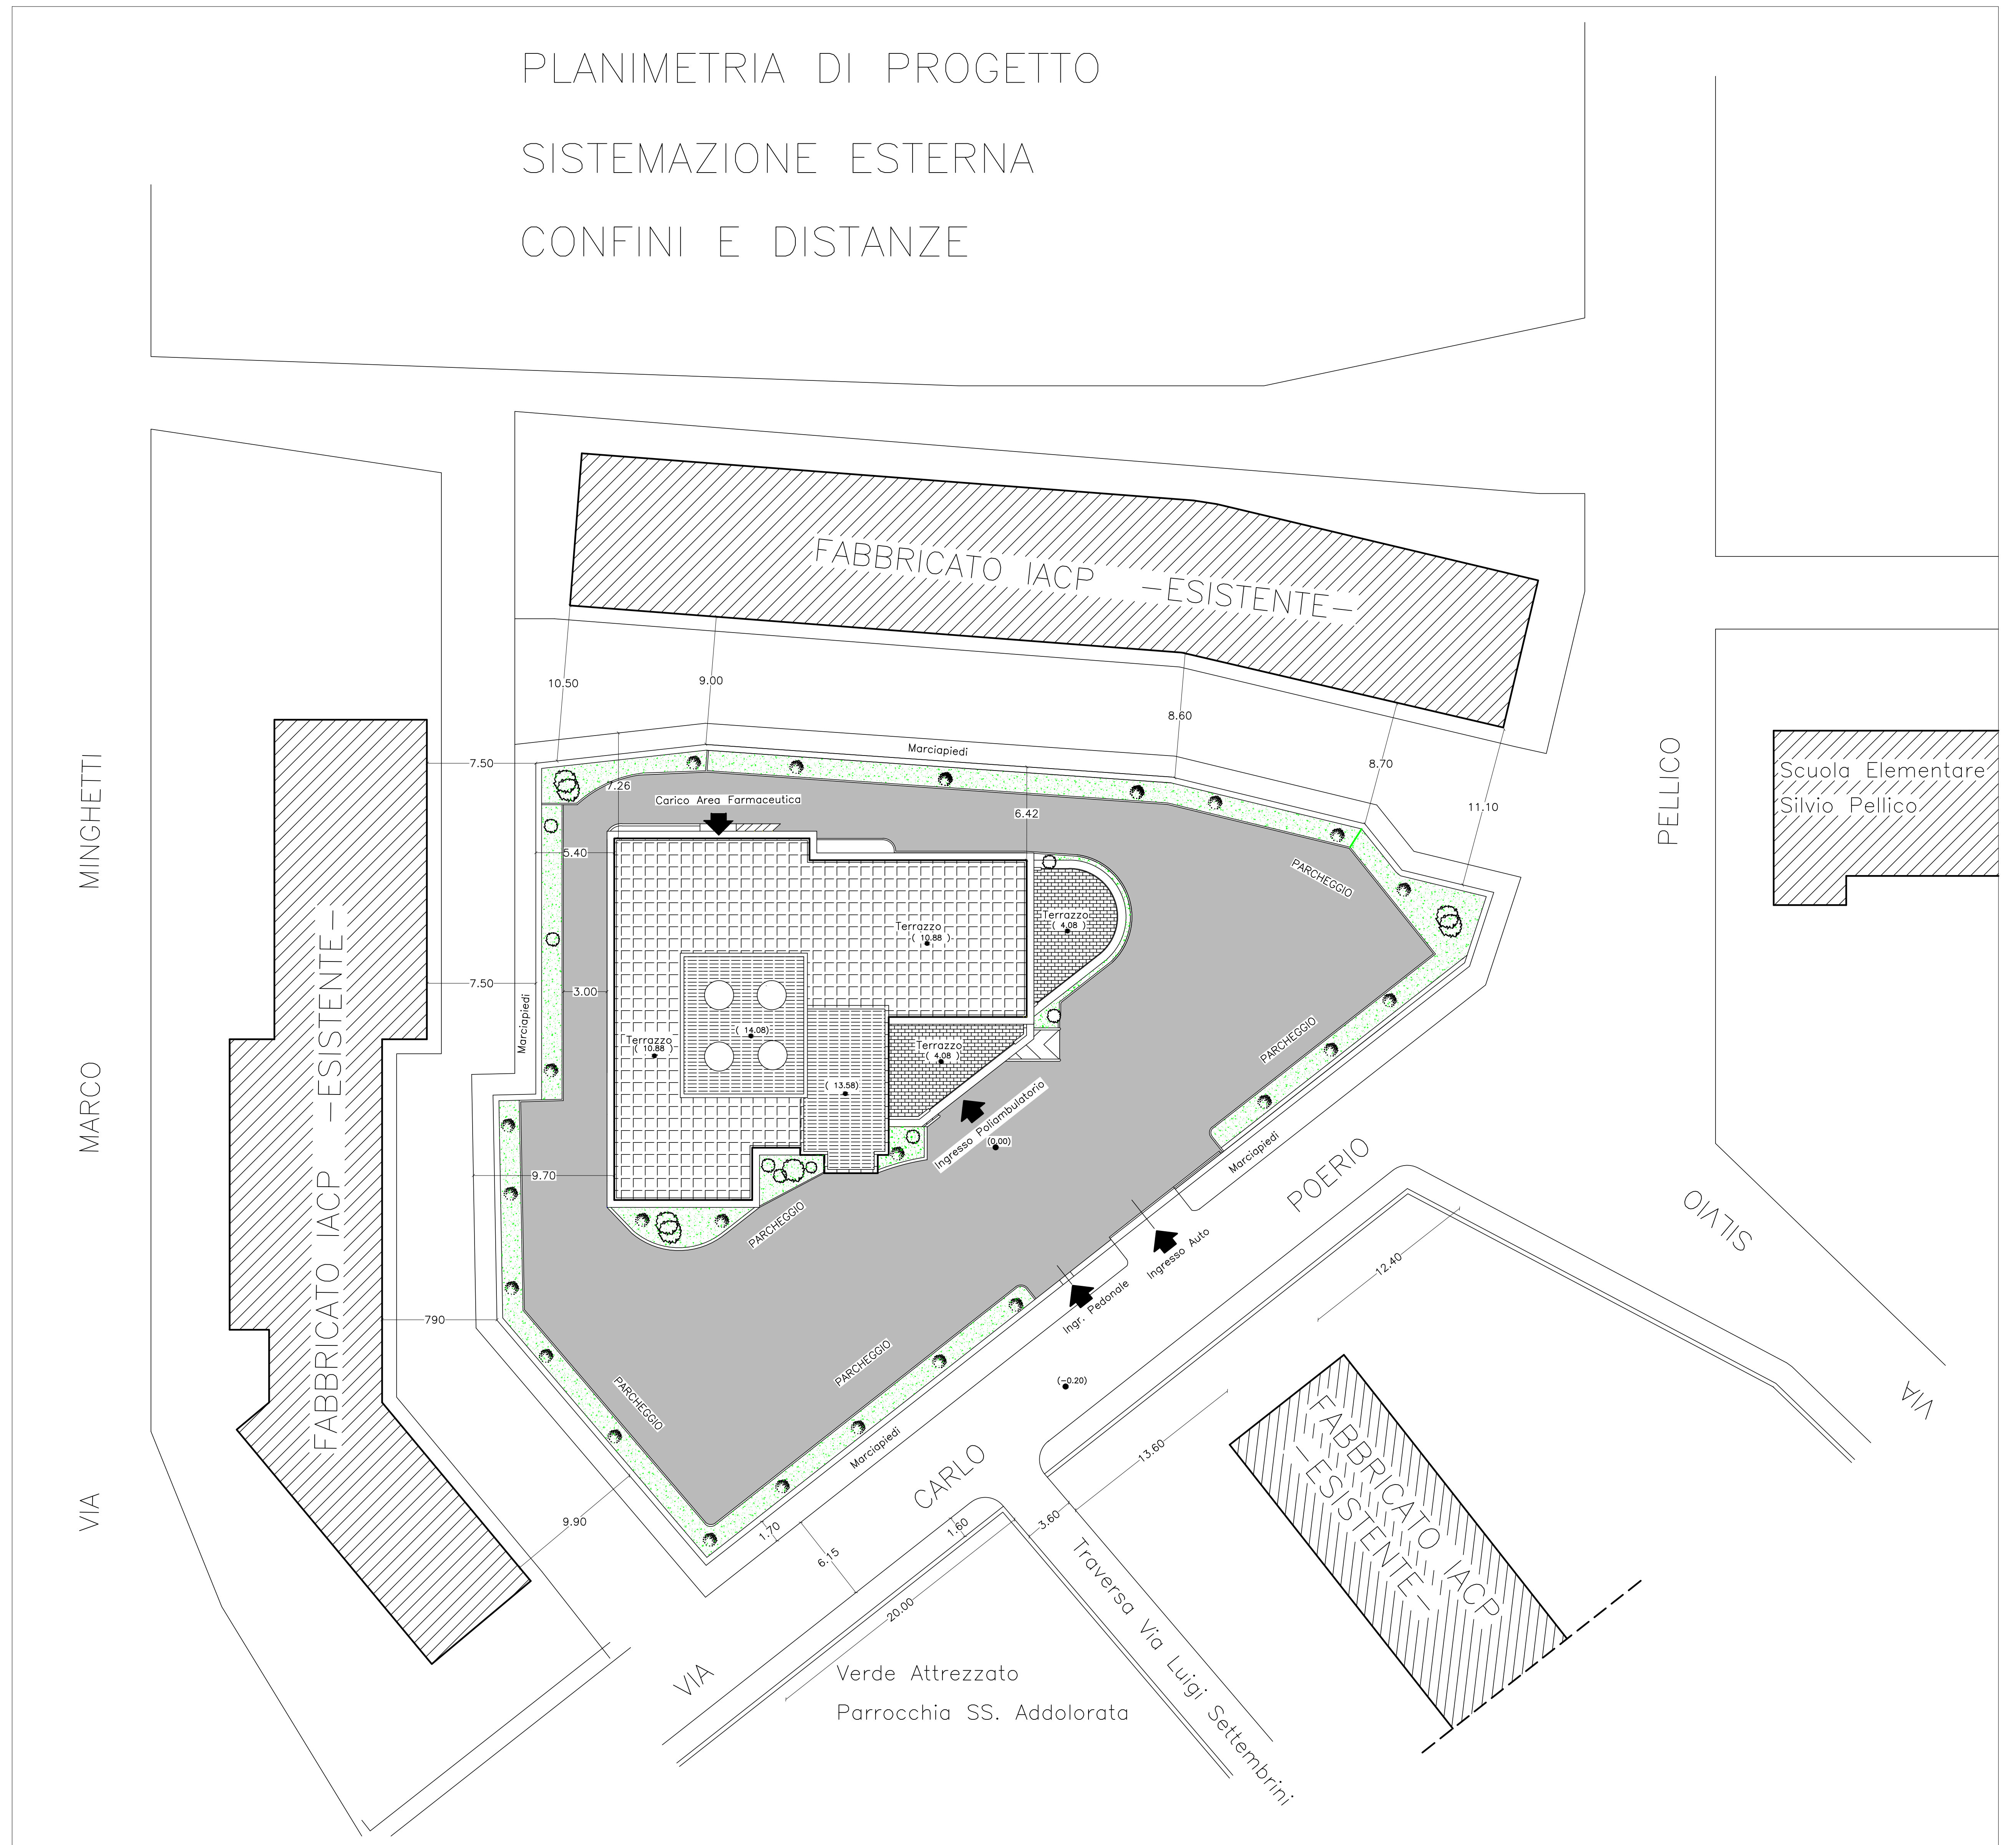 PLANIMETRIA DI PROGETTO
SISTEMAZIONE ESTERNA
CONFINI E DISTANZE
FABBRICATO IACP -ESISTENTE-
10.50
9.00
8.60
8.70
11.10
Marciapiedi
7.50
7.26
Carico Area Farmaceutica
6.42
5.40
PARCHEGGIO
Terrazzo
( 10.88 )
Terrazzo
( 4.08 )
7.50
3.00
Marciapiedi
( 14.08)
Terrazzo
( 10.88 )
Terrazzo
( 4.08 )
( 13.58)
PARCHEGGIO
Ingresso Poliambulatorio
(0.00)
Marciapiedi
9.70
PARCHEGGIO
Ingresso Auto
Ingr. Pedonale
790
PARCHEGGIO
PARCHEGGIO
(-0.20)
Marciapiedi
9.90
1.70
6.15
1.60
3.60
20.00
13.60
12.40
FABBRICATO IACP -ESISTENTE-
VIA MARCO MINGHETTI
VIA CARLO POERIO
VIA SILVIO PELLICO
Scuola Elementare
Silvio Pellico
FABBRICATO IACP
-ESISTENTE-
Traversa Via Luigi Settembrini
Verde Attrezzato
Parrocchia SS. Addolorata